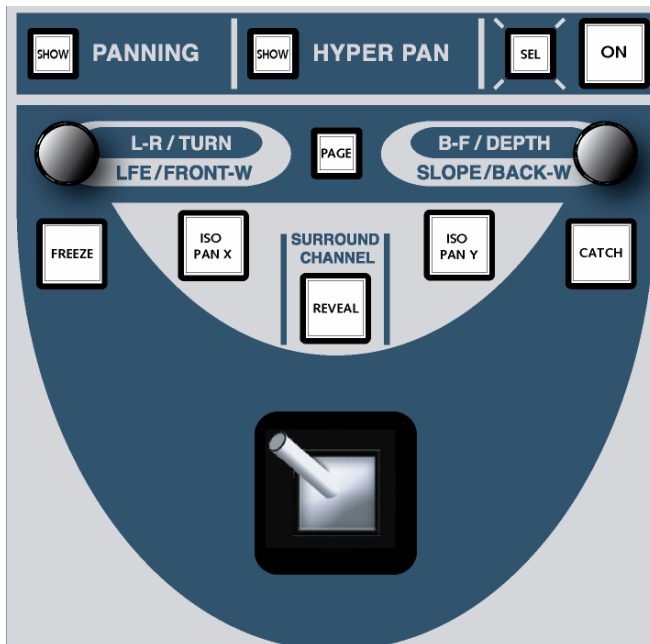 SHOW PANNING SHOW HYPER PAN SEL ON
L-R / TURN
LFE/FRONT-W
PAGE
B-F / DEPTH
SLOPE/BACK-W
FREEZE
ISO
PAN X
SURROUND
CHANNEL
REVEAL
ISO
PAN Y
CATCH